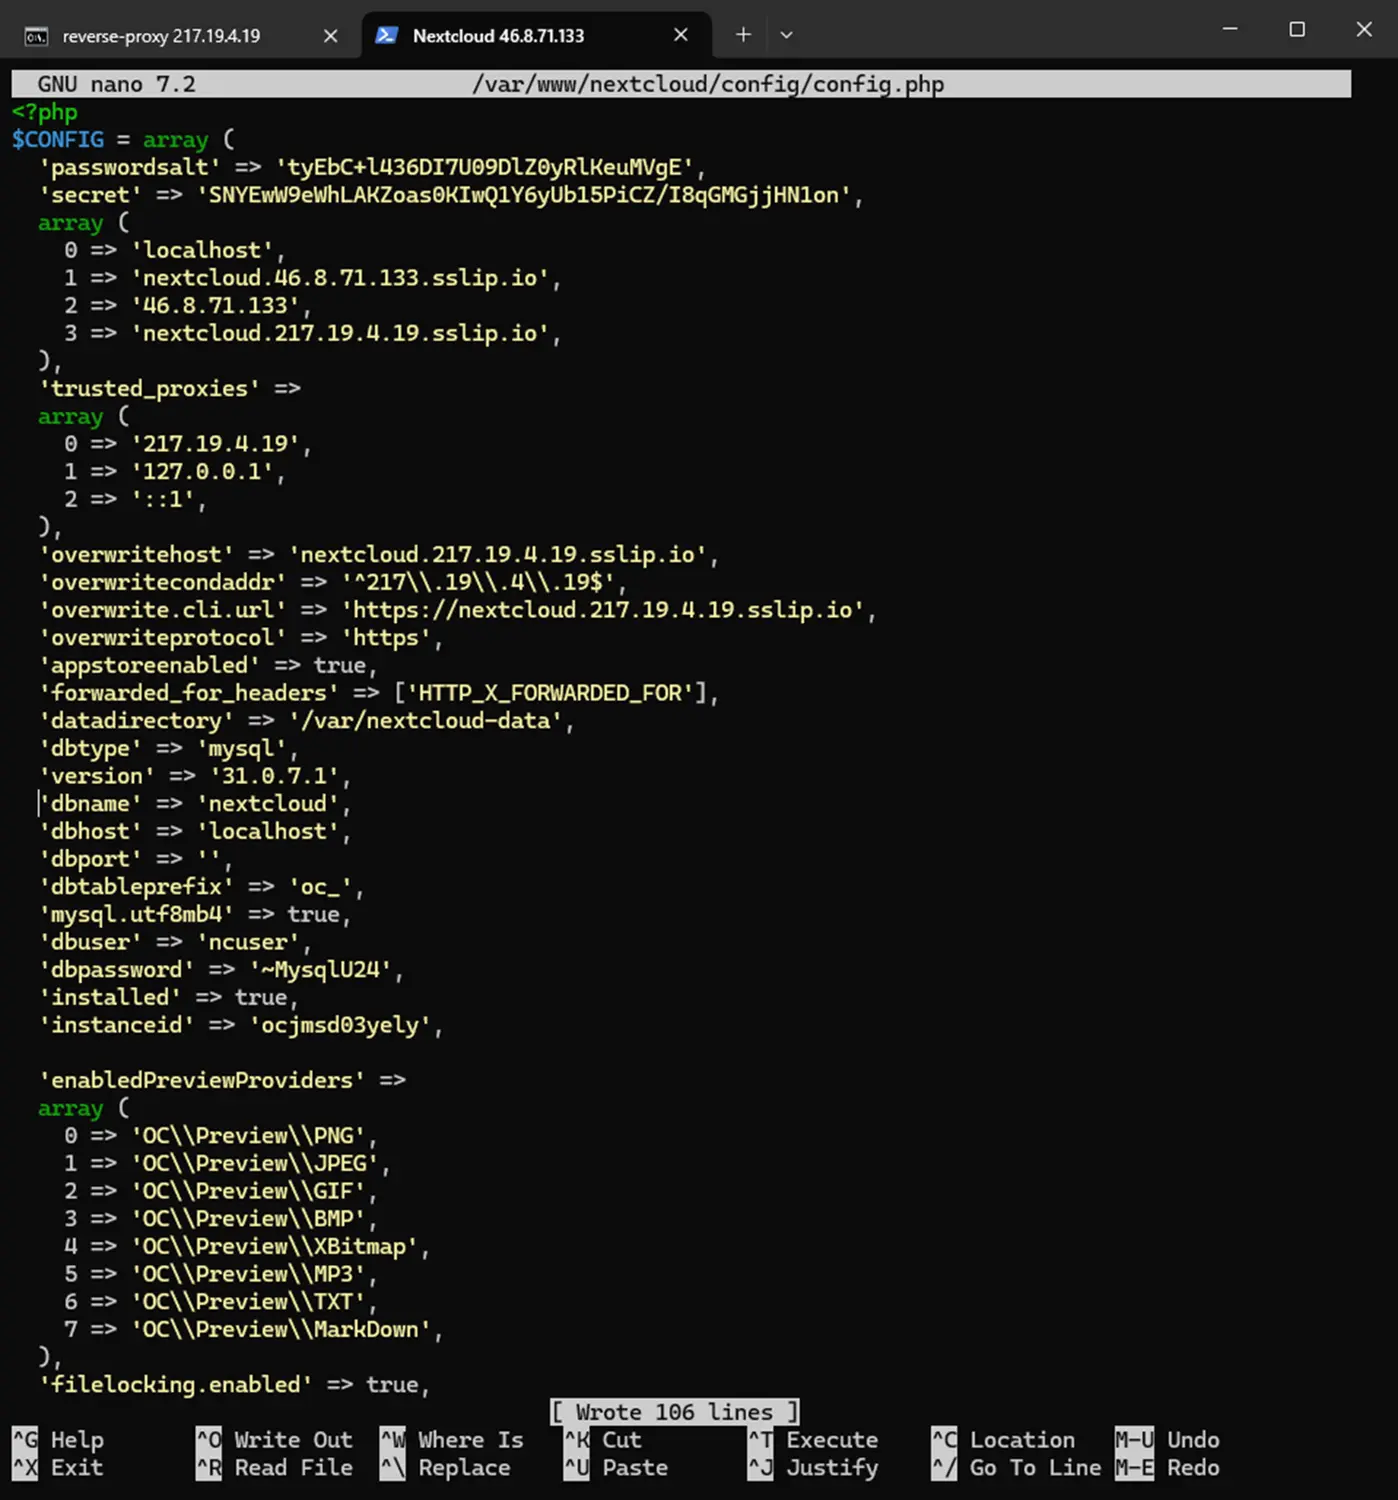 reverse-proxy 217.19.4.19
Nextcloud 46.8.71.133
GNU nano 7.2 /var/www/nextcloud/config/config.php
<?php
$CONFIG = array (
'passwordsalt' => 'tyEbC+l436DI7U09DlZ0yRlKeuMVgE',
'secret' => 'SNYEwW9eWhLAKZoas0KIwQ1Y6yUb15PiCZ/I8qGMGjjHN1on',
array (
0 => 'localhost',
1 => 'nextcloud.46.8.71.133.sslip.io',
2 => '46.8.71.133',
3 => 'nextcloud.217.19.4.19.sslip.io',
),
'trusted_proxies' =>
array (
0 => '217.19.4.19',
1 => '127.0.0.1',
2 => '::1',
),
'overwritehost' => 'nextcloud.217.19.4.19.sslip.io',
'overwritecondaddr' => '^217\\.19\\.4\\.19$',
'overwrite.cli.url' => 'https://nextcloud.217.19.4.19.sslip.io',
'overwriteprotocol' => 'https',
'appstoreenabled' => true,
'forwarded_for_headers' => ['HTTP_X_FORWARDED_FOR'],
'datadirectory' => '/var/nextcloud-data',
'dbtype' => 'mysql',
'version' => '31.0.7.1',
'dbname' => 'nextcloud',
'dbhost' => 'localhost',
'dbport' => '',
'dbtableprefix' => 'oc_',
'mysql.utf8mb4' => true,
'dbuser' => 'ncuser',
'dbpassword' => '~MysqlU24',
'installed' => true,
'instanceid' => 'ocjmsd03yely',
'enabledPreviewProviders' =>
array (
0 => 'OC\\Preview\\PNG',
1 => 'OC\\Preview\\JPEG',
2 => 'OC\\Preview\\GIF',
3 => 'OC\\Preview\\BMP',
4 => 'OC\\Preview\\XBitmap',
5 => 'OC\\Preview\\MP3',
6 => 'OC\\Preview\\TXT',
7 => 'OC\\Preview\\MarkDown',
),
'filelocking.enabled' => true,
[ Wrote 106 lines ]
^G Help ^O Write Out ^W Where Is ^K Cut ^T Execute ^C Location M-U Undo
^X Exit ^R Read File ^\ Replace ^U Paste ^J Justify ^/ Go To Line M-E Redo